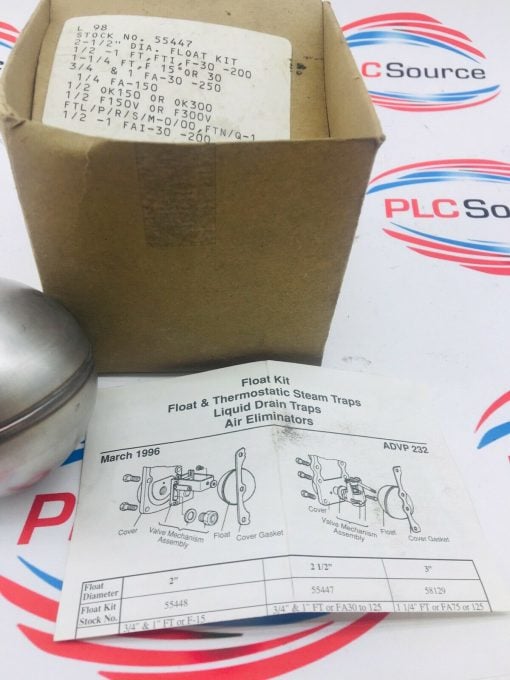 L 98
STOCK NO. 55447
2-1/2" DIA. FLOAT KIT
1/2 -1 FT,FTI,F-30 -200
1-1/4 FT,F 15 OR 30
3/4 & 1 FA-30 -250
1/4 FA-150
1/2 OK150 OR OK300
1/2 F150V OR F300V
FTL/P/R/S/M-0/00,FTN/Q-1
1/2 -1 FAI-30 -200
PLC Source
PLC Source
Float Kit
Float & Thermostatic Steam Traps
Liquid Drain Traps
Air Eliminators
March 1996
ADVP 232
Cover
Valve Mechanism
Assembly
Float
Cover Gasket
Cover
Valve Mechanism
Assembly
Float
Cover Gasket
Float
Diameter
2"
2 1/2"
3"
Float Kit
Stock No.
55448
55447
58129
3/4" & 1" FT or F-15
3/4" & 1" FT or FA30 to 125
1 1/4" FT or FA75 or 125
PLC